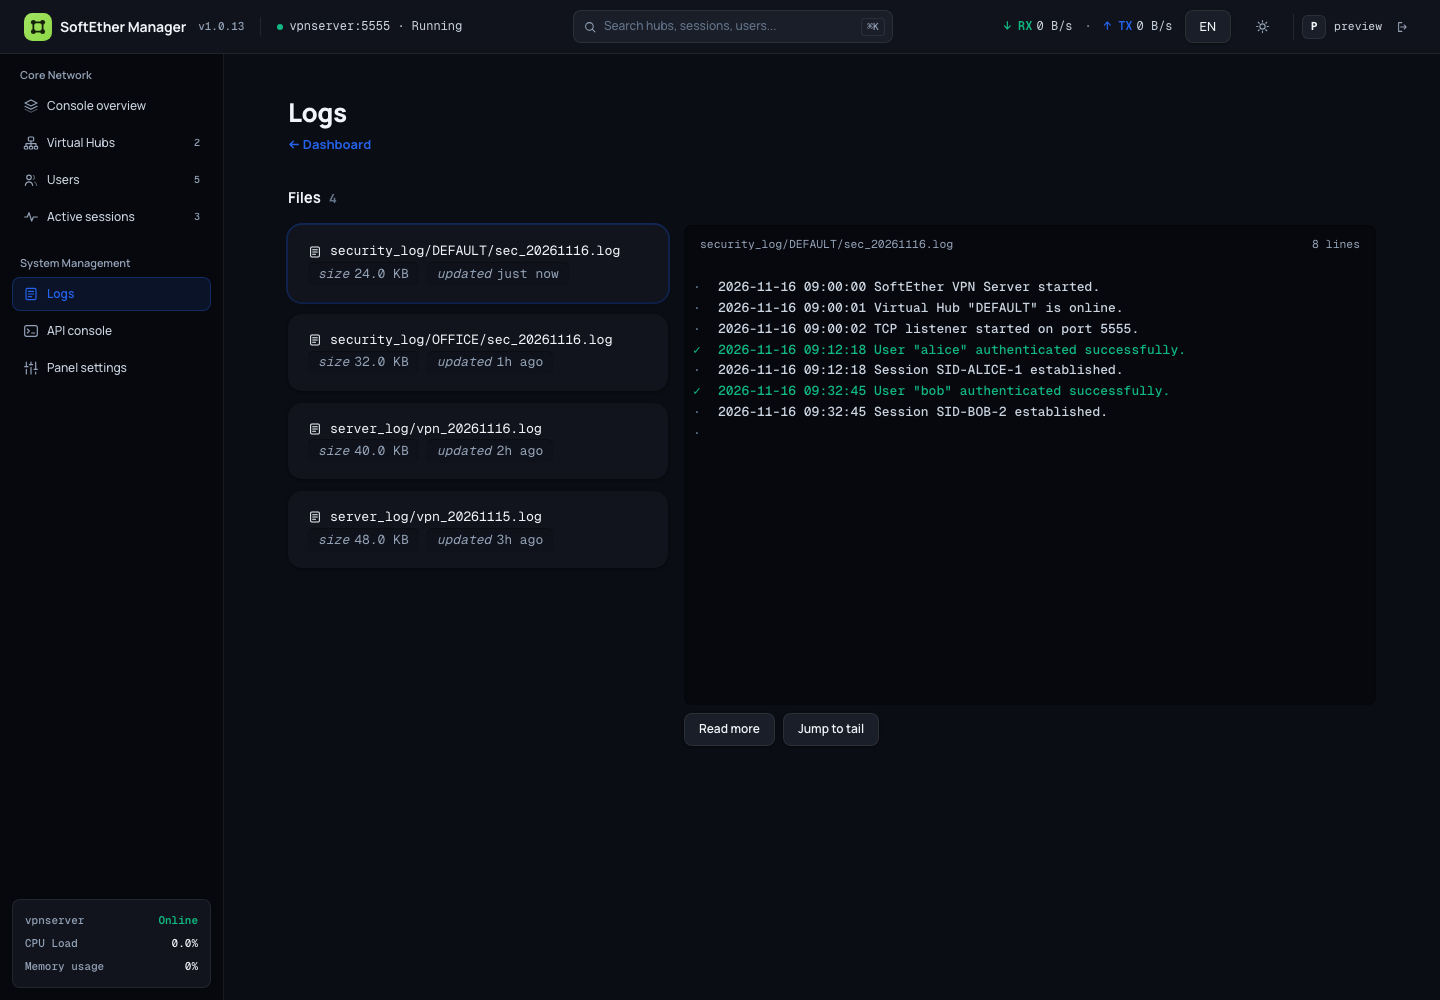 SoftEther Manager v1.0.13 vpnserver:5555 · Running Search hubs, sessions, users... ⌘K ↓ RX 0 B/s · ↑ TX 0 B/s EN P preview
Core Network
Console overview
Virtual Hubs 2
Users 5
Active sessions 3
System Management
Logs
API console
Panel settings
vpnserver Online
CPU Load 0.0%
Memory usage 0%
Logs
← Dashboard
Files 4
security_log/DEFAULT/sec_20261116.log
size 24.0 KB updated just now
security_log/OFFICE/sec_20261116.log
size 32.0 KB updated 1h ago
server_log/vpn_20261116.log
size 40.0 KB updated 2h ago
server_log/vpn_20261115.log
size 48.0 KB updated 3h ago
security_log/DEFAULT/sec_20261116.log 8 lines
· 2026-11-16 09:00:00 SoftEther VPN Server started.
· 2026-11-16 09:00:01 Virtual Hub "DEFAULT" is online.
· 2026-11-16 09:00:02 TCP listener started on port 5555.
✓ 2026-11-16 09:12:18 User "alice" authenticated successfully.
· 2026-11-16 09:12:18 Session SID-ALICE-1 established.
✓ 2026-11-16 09:32:45 User "bob" authenticated successfully.
· 2026-11-16 09:32:45 Session SID-BOB-2 established.
·
Read more Jump to tail